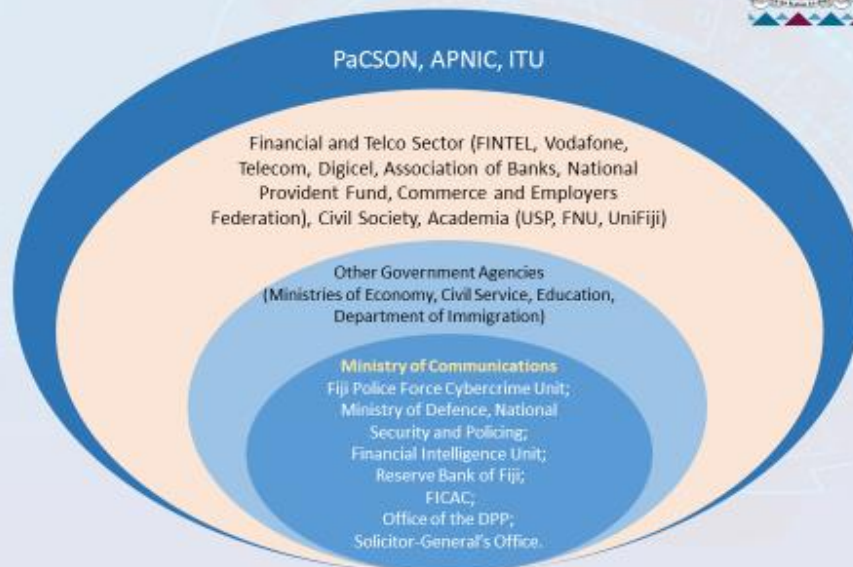 PaCSON, APNIC, ITU
Financial and Telco Sector (FINTEL, Vodafone,
Telecom, Digicel, Association of Banks, National
Provident Fund, Commerce and Employers
Federation), Civil Society, Academia (USP, FNU, UniFiji)
Other Government Agencies
(Ministries of Economy, Civil Service, Education,
Department of Immigration)
Ministry of Communications
Fiji Police Force Cybercrime Unit;
Ministry of Defence, National
Security and Policing;
Financial Intelligence Unit;
Reserve Bank of Fiji;
FICAC;
Office of the DPP;
Solicitor-General's Office.